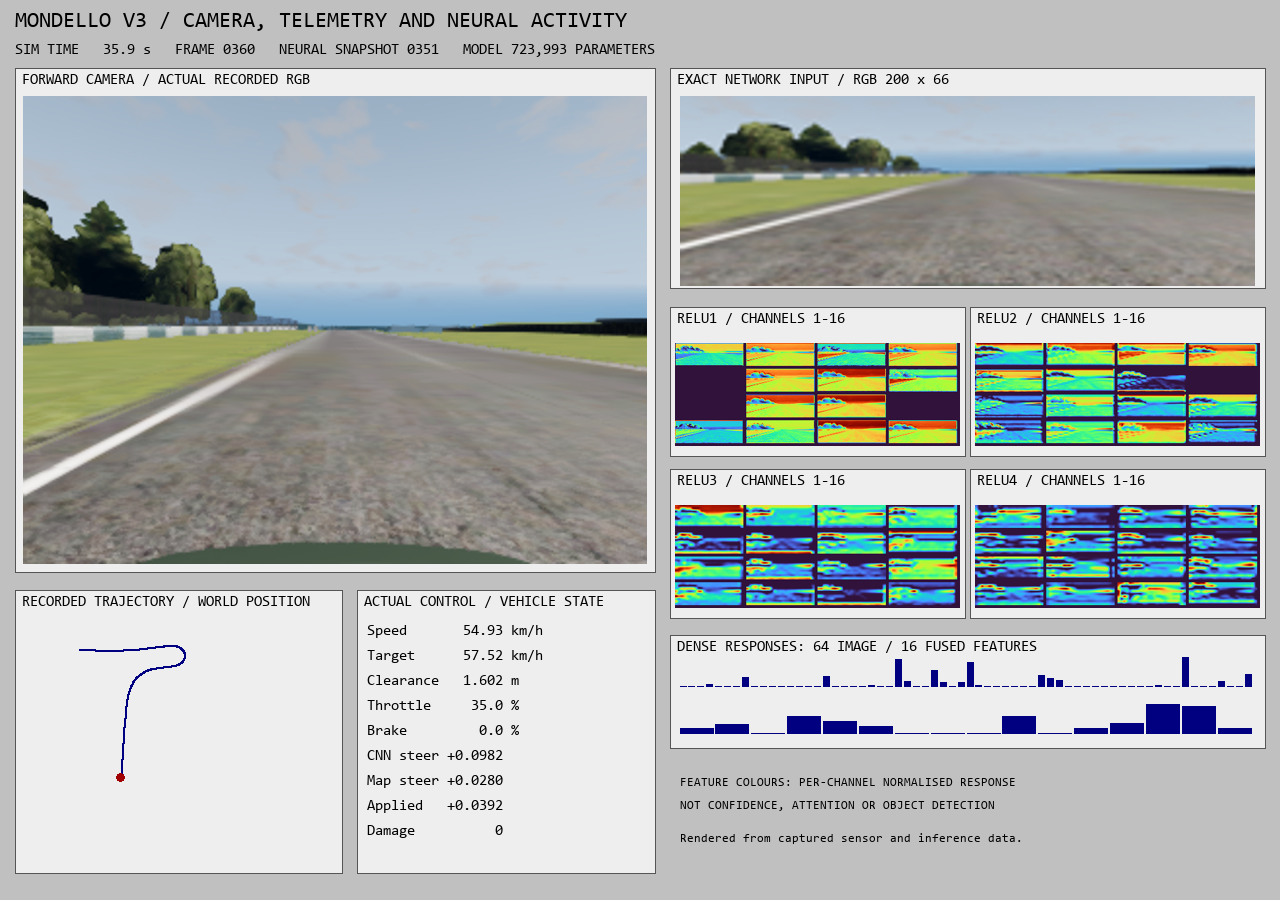 MONDELLO V3 / CAMERA, TELEMETRY AND NEURAL ACTIVITY
SIM TIME 35.9 s FRAME 0360 NEURAL SNAPSHOT 0351 MODEL 723,993 PARAMETERS
FORWARD CAMERA / ACTUAL RECORDED RGB
EXACT NETWORK INPUT / RGB 200 x 66
RELU1 / CHANNELS 1-16
RELU2 / CHANNELS 1-16
RELU3 / CHANNELS 1-16
RELU4 / CHANNELS 1-16
RECORDED TRAJECTORY / WORLD POSITION
ACTUAL CONTROL / VEHICLE STATE
Speed 54.93 km/h
Target 57.52 km/h
Clearance 1.602 m
Throttle 35.0 %
Brake 0.0 %
CNN steer +0.0982
Map steer +0.0280
Applied +0.0392
Damage 0
DENSE RESPONSES: 64 IMAGE / 16 FUSED FEATURES
FEATURE COLOURS: PER-CHANNEL NORMALISED RESPONSE
NOT CONFIDENCE, ATTENTION OR OBJECT DETECTION
Rendered from captured sensor and inference data.